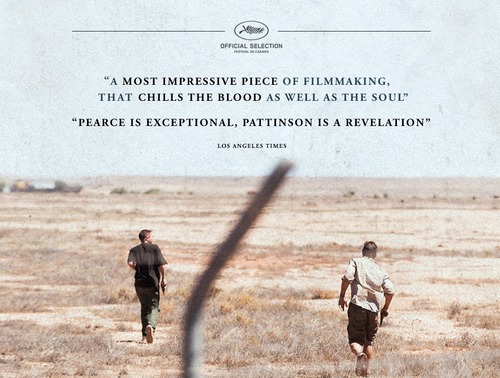 OFFICIAL SELECTION
FESTIVAL DE CANNES
“A MOST IMPRESSIVE PIECE OF FILMMAKING,
THAT CHILLS THE BLOOD AS WELL AS THE SOUL”
“PEARCE IS EXCEPTIONAL, PATTINSON IS A REVELATION”
LOS ANGELES TIMES